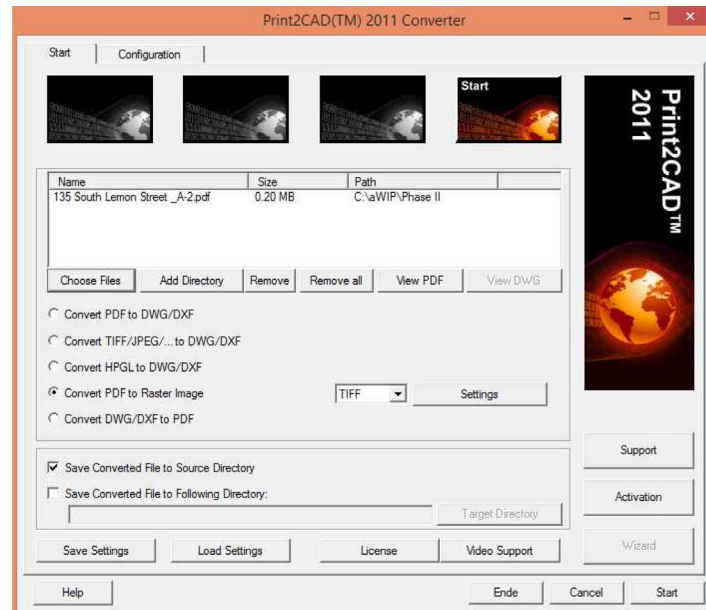 Print2CAD(TM) 2011 Converter
Start
Configuration
Start
Name Size Path
135 South Lemon Street _A-2.pdf 0.20 MB C:\aWIP\Phase II
Choose Files Add Directory Remove Remove all View PDF View DWG
Convert PDF to DWG/DXF
Convert TIFF/JPEG/... to DWG/DXF
Convert HPGL to DWG/DXF
Convert PDF to Raster Image TIFF Settings
Convert DWG/DXF to PDF
Save Converted File to Source Directory
Save Converted File to Following Directory:
Target Directory
Save Settings Load Settings License Video Support
Print2CAD™
2011
Support
Activation
Wizard
Help Ende Cancel Start